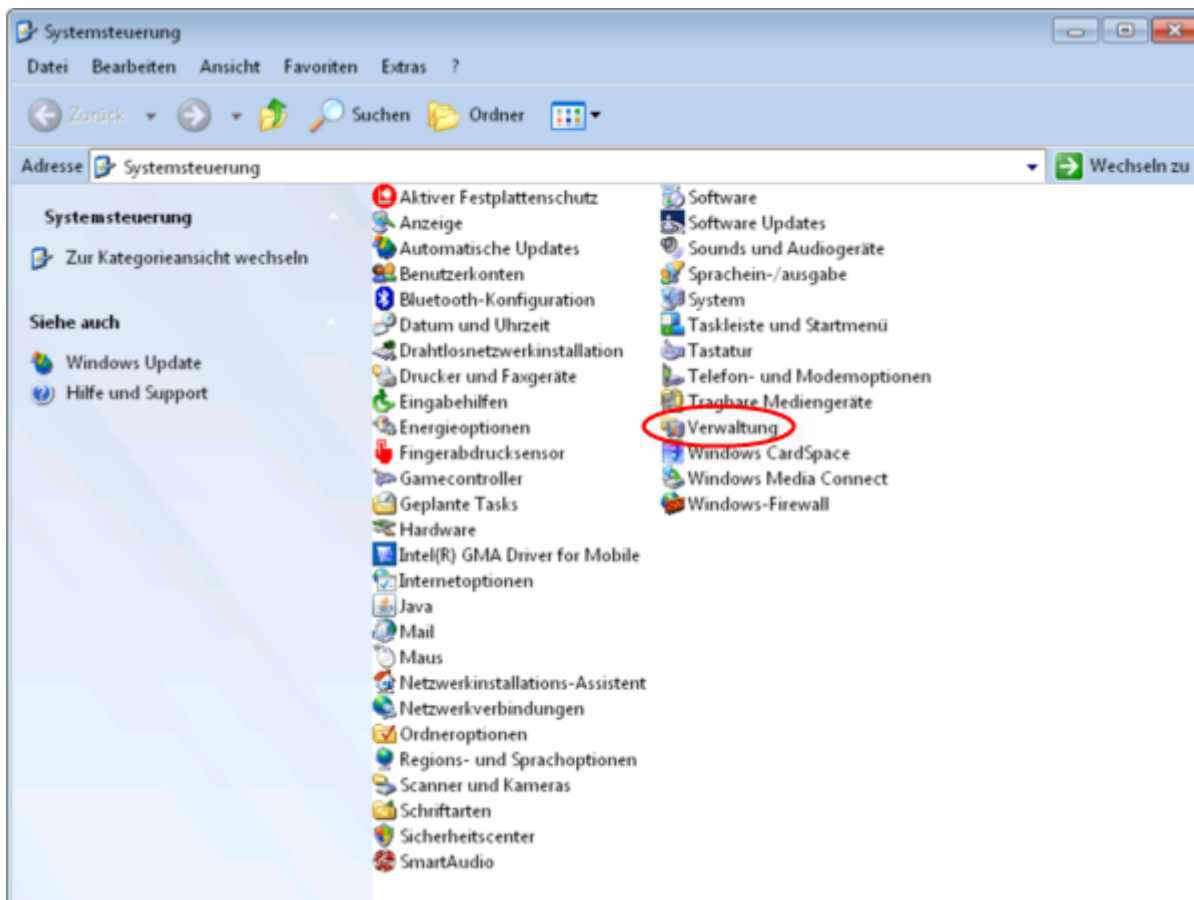 Systemsteuerung
Datei Bearbeiten Ansicht Favoriten Extras ?
Zurück Suchen Ordner
Adresse Systemsteuerung Wechseln zu
Systemsteuerung
Zur Kategorieansicht wechseln
Siehe auch
Windows Update
Hilfe und Support
Aktiver Festplattenschutz
Anzeige
Automatische Updates
Benutzerkonten
Bluetooth-Konfiguration
Datum und Uhrzeit
Drahtlosnetzwerkinstallation
Drucker und Faxgeräte
Eingabehilfen
Energieoptionen
Fingerabdrucksensor
Gamecontroller
Geplante Tasks
Hardware
Intel(R) GMA Driver for Mobile
Internetoptionen
Java
Mail
Maus
Netzwerkinstallations-Assistent
Netzwerkverbindungen
Ordneroptionen
Regions- und Sprachoptionen
Scanner und Kameras
Schriftarten
Sicherheitscenter
SmartAudio
Software
Software Updates
Sounds und Audiogeräte
Sprachein-/ausgabe
System
Taskleiste und Startmenü
Tastatur
Telefon- und Modemoptionen
Tragbare Mediengeräte
Verwaltung
Windows CardSpace
Windows Media Connect
Windows-Firewall